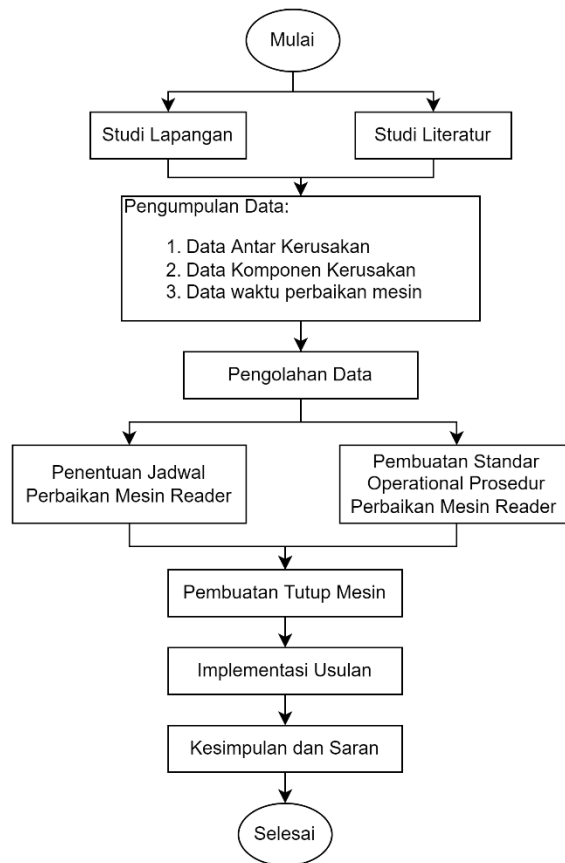 Mulai
Studi Lapangan
Studi Literatur
Pengumpulan Data:
1. Data Antar Kerusakan
2. Data Komponen Kerusakan
3. Data waktu perbaikan mesin
Pengolahan Data
Penentuan Jadwal
Perbaikan Mesin Reader
Pembuatan Standar
Operational Prosedur
Perbaikan Mesin Reader
Pembuatan Tutup Mesin
Implementasi Usulan
Kesimpulan dan Saran
Selesai